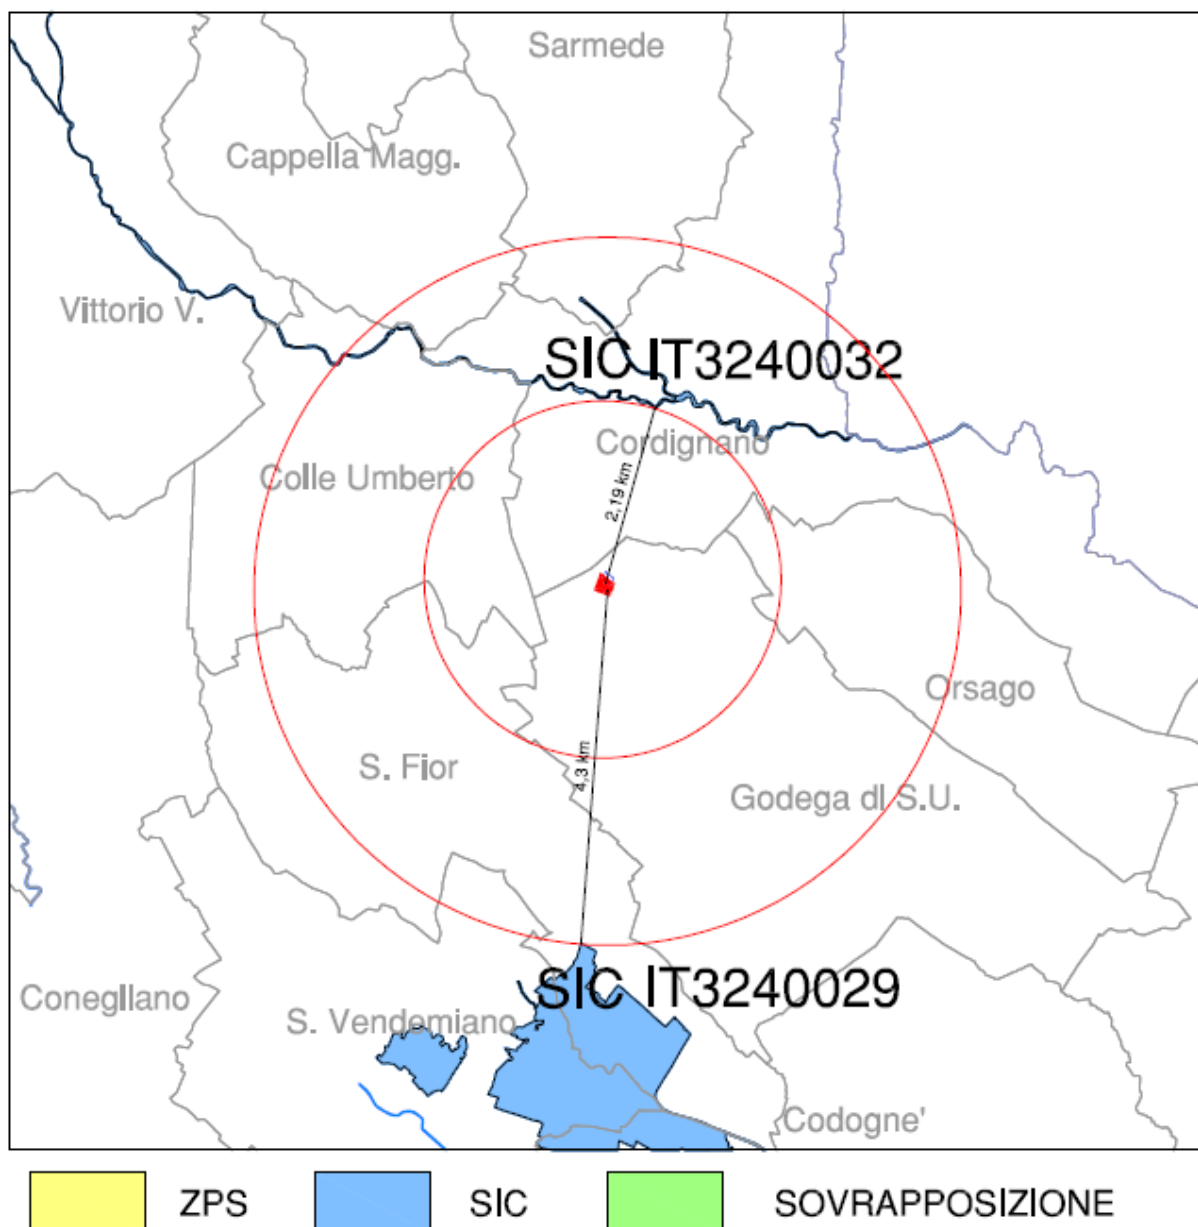 Sarmede
Cappella Magg.
Vittorio V.
SIC IT3240032
Cordignano
Colle Umberto
2,19 km
Orsago
S. Fior
4,3 km
Godega dI S.U.
SIC IT3240029
ConegIIano
S. Vendemiano
Codogne'
ZPS
SIC
SOVRAPPOSIZIONE